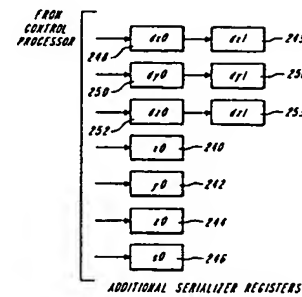 FROM
CONTROL
PROCESSOR
dx0 dx1
248
dy0 dy1
250
dz0 dz1
252
x0 240
y0 242
z0 244
s0 246
ADDITIONAL SERIALIZER REGISTERS